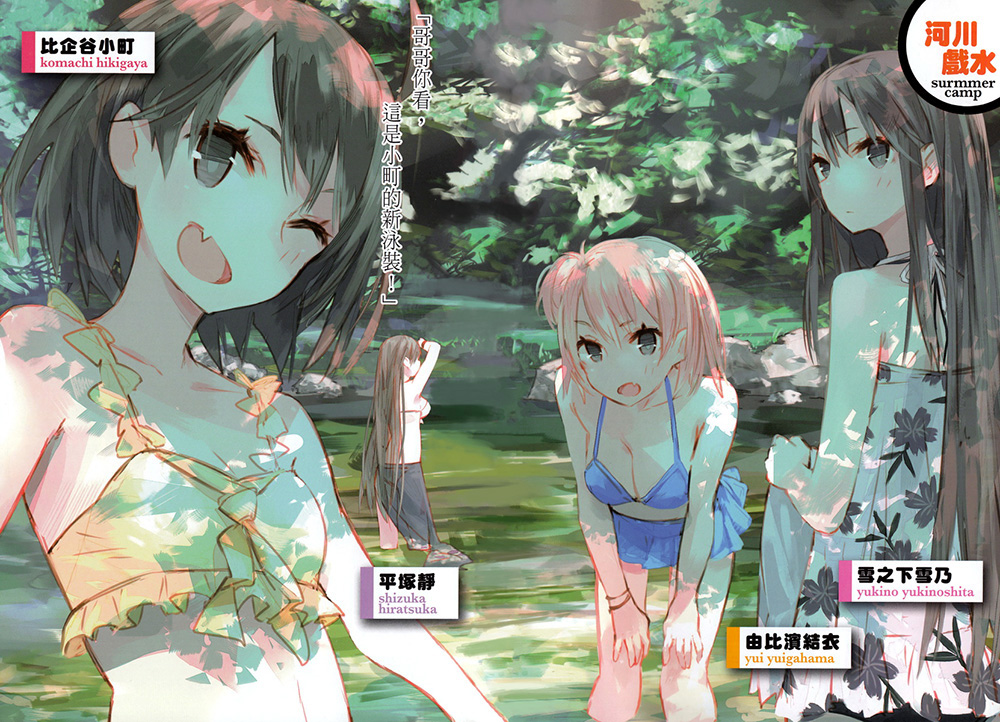 比企谷小町
komachi hikigaya
「哥哥你看，
這是小町的新泳裝！」
河川
戲水
surmmer
camp
平塚靜
shizuka
hiratsuka
雪之下雪乃
yukino yukinoshita
由比濱結衣
yui yuigahama